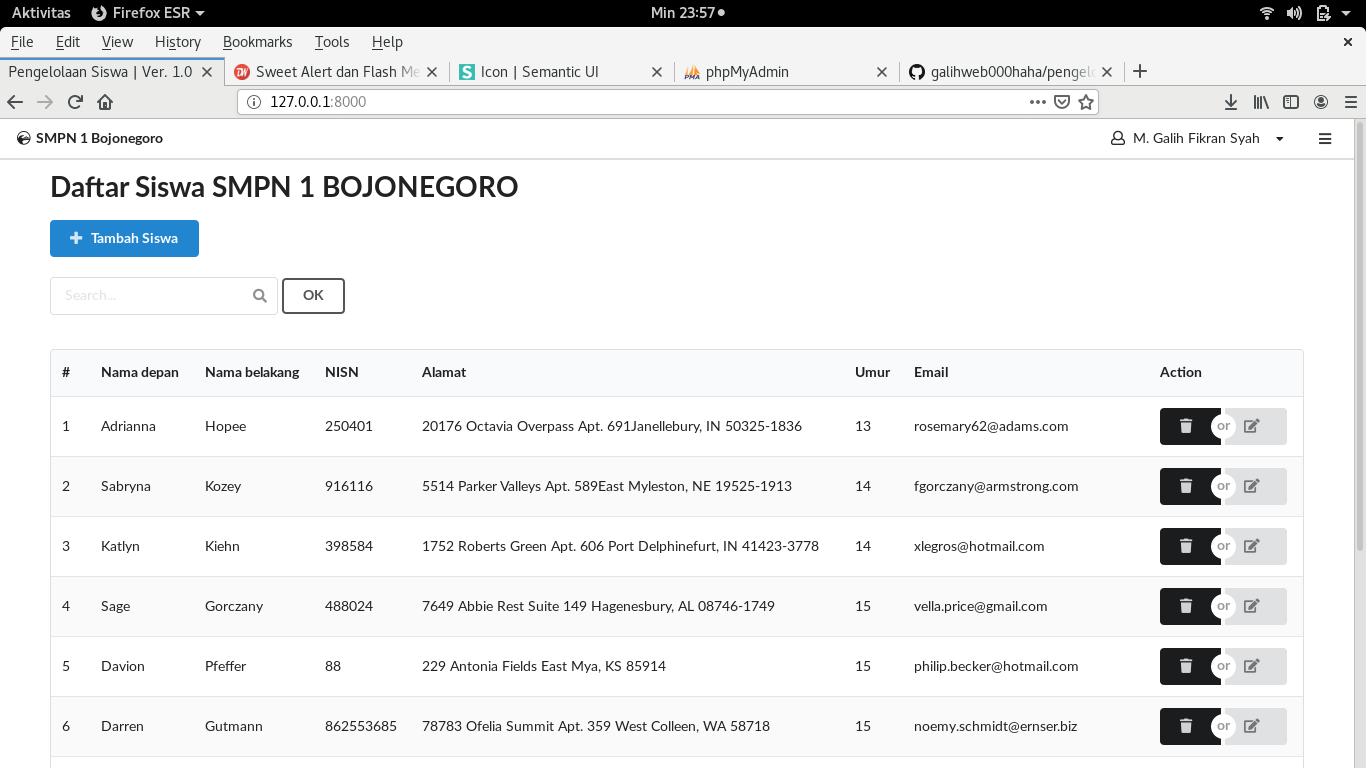 Aktivitas Firefox ESR Min 23:57
File Edit View History Bookmarks Tools Help
Pengelolaan Siswa | Ver. 1.0 Sweet Alert dan Flash Me Icon | Semantic UI phpMyAdmin galihweb000haha/pengelo
127.0.0.1:8000
SMPN 1 Bojonegoro M. Galih Fikran Syah
Daftar Siswa SMPN 1 BOJONEGORO
Tambah Siswa
Search... OK
# Nama depan Nama belakang NISN Alamat Umur Email Action
1 Adrianna Hopee 250401 20176 Octavia Overpass Apt. 691Janellebury, IN 50325-1836 13 rosemary62@adams.com or
2 Sabryna Kozey 916116 5514 Parker Valleys Apt. 589East Myleston, NE 19525-1913 14 fgorczany@armstrong.com or
3 Katlyn Kiehn 398584 1752 Roberts Green Apt. 606 Port Delphinefurt, IN 41423-3778 14 xlegros@hotmail.com or
4 Sage Gorczany 488024 7649 Abbie Rest Suite 149 Hagenesbury, AL 08746-1749 15 vella.price@gmail.com or
5 Davion Pfeffer 88 229 Antonia Fields East Mya, KS 85914 15 philip.becker@hotmail.com or
6 Darren Gutmann 862553685 78783 Ofelia Summit Apt. 359 West Colleen, WA 58718 15 noemy.schmidt@ernser.biz or